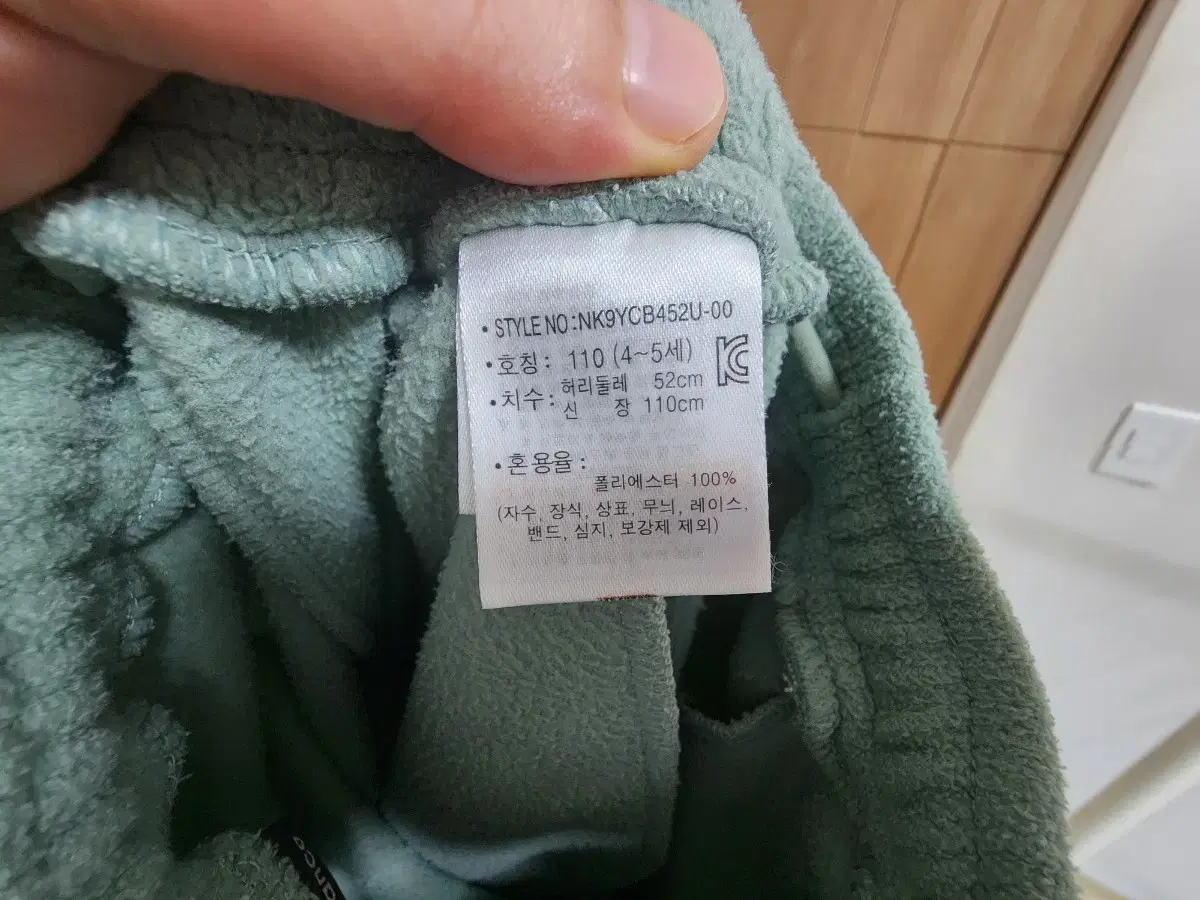 • STYLE NO:NK9YCB452U-00
• 호칭: 110 (4~5세)
• 치수: 허리둘레 52cm
신 장 110cm
• 혼용율:
폴리에스터 100%
(자수, 장식, 상표, 무늬, 레이스,
밴드, 심지, 보강제 제외)